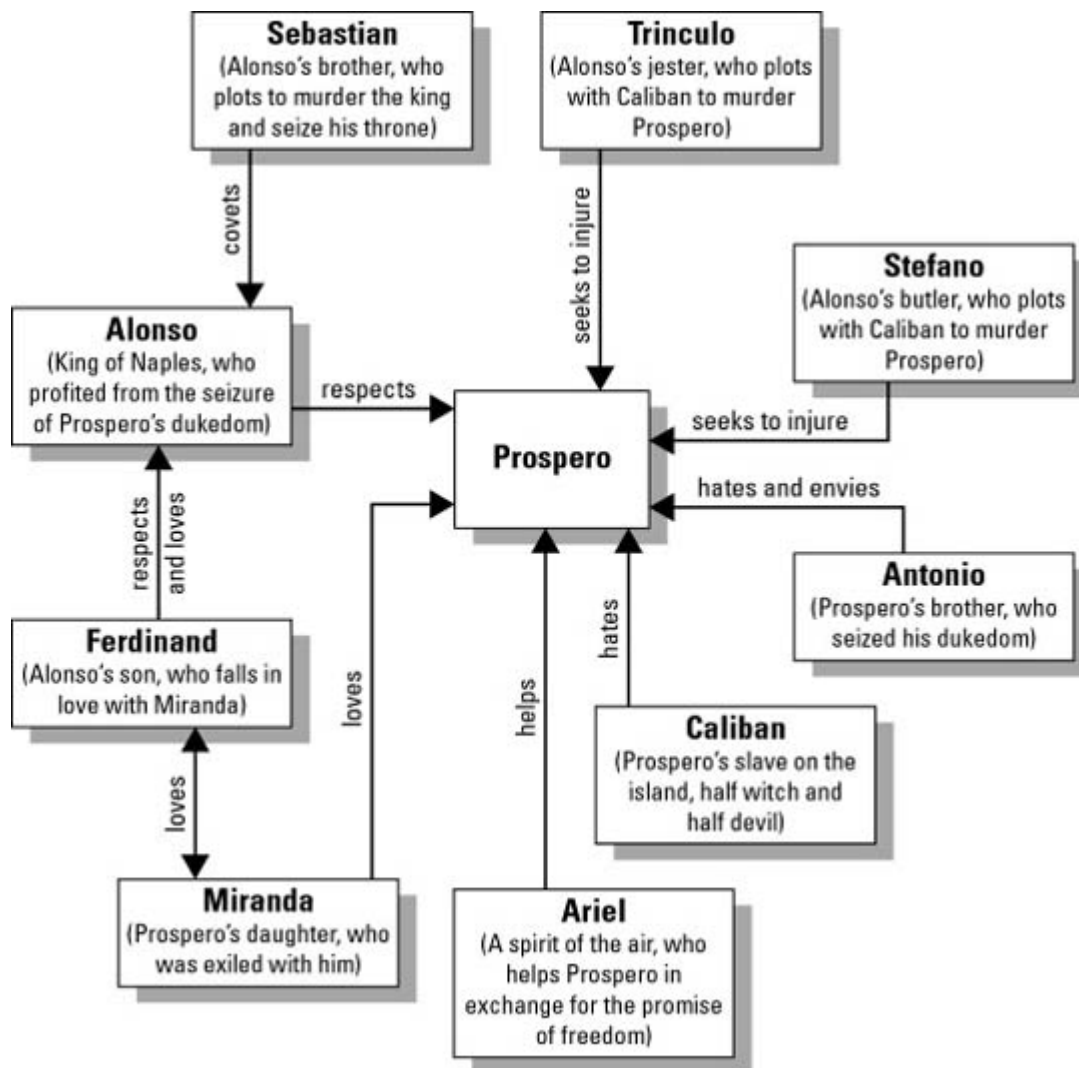 Sebastian
(Alonso's brother, who
plots to murder the king
and seize his throne)
Trinculo
(Alonso's jester, who plots
with Caliban to murder
Prospero)
covets
seeks to injure
Stefano
(Alonso's butler, who plots
with Caliban to murder
Prospero)
Alonso
(King of Naples, who
profited from the seizure
of Prospero's dukedom)
respects
Prospero
seeks to injure
hates and envies
respects
and loves
Antonio
(Prospero's brother, who
seized his dukedom)
Ferdinand
(Alonso's son, who falls in
love with Miranda)
loves
helps
hates
Caliban
(Prospero's slave on the
island, half witch and
half devil)
loves
Miranda
(Prospero's daughter, who
was exiled with him)
Ariel
(A spirit of the air, who
helps Prospero in
exchange for the promise
of freedom)